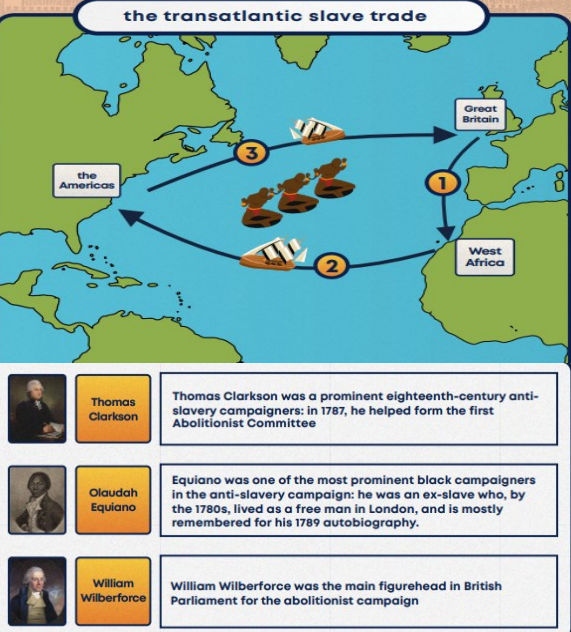 the transatlantic slave trade
Great
Britain
3
the
Americas
1
West
Africa
2
Thomas
Clarkson
Thomas Clarkson was a prominent eighteenth-century anti-
slavery campaigners: in 1787, he helped form the first
Abolitionist Committee
Olaudah
Equiano
Equiano was one of the most prominent black campaigners
in the anti-slavery campaign: he was an ex-slave who, by
the 1780s, lived as a free man in London, and is mostly
remembered for his 1789 autobiography.
William
Wilberforce
William Wilberforce was the main figurehead in British
Parliament for the abolitionist campaign